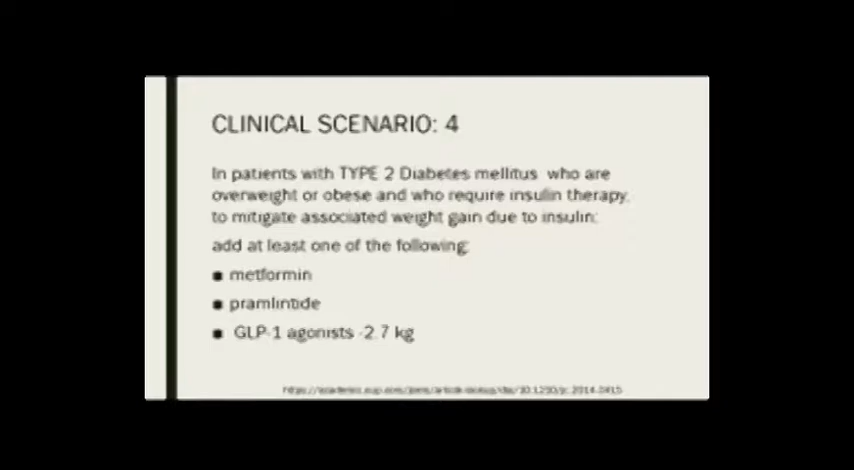 CLINICAL SCENARIO: 4
In patients with TYPE 2 Diabetes mellitus who are
overweight or obese and who require insulin therapy,
to mitigate associated weight gain due to insulin:
add at least one of the following:
■ metformin
■ pramlintide
■ GLP-1 agonists -2.7 kg